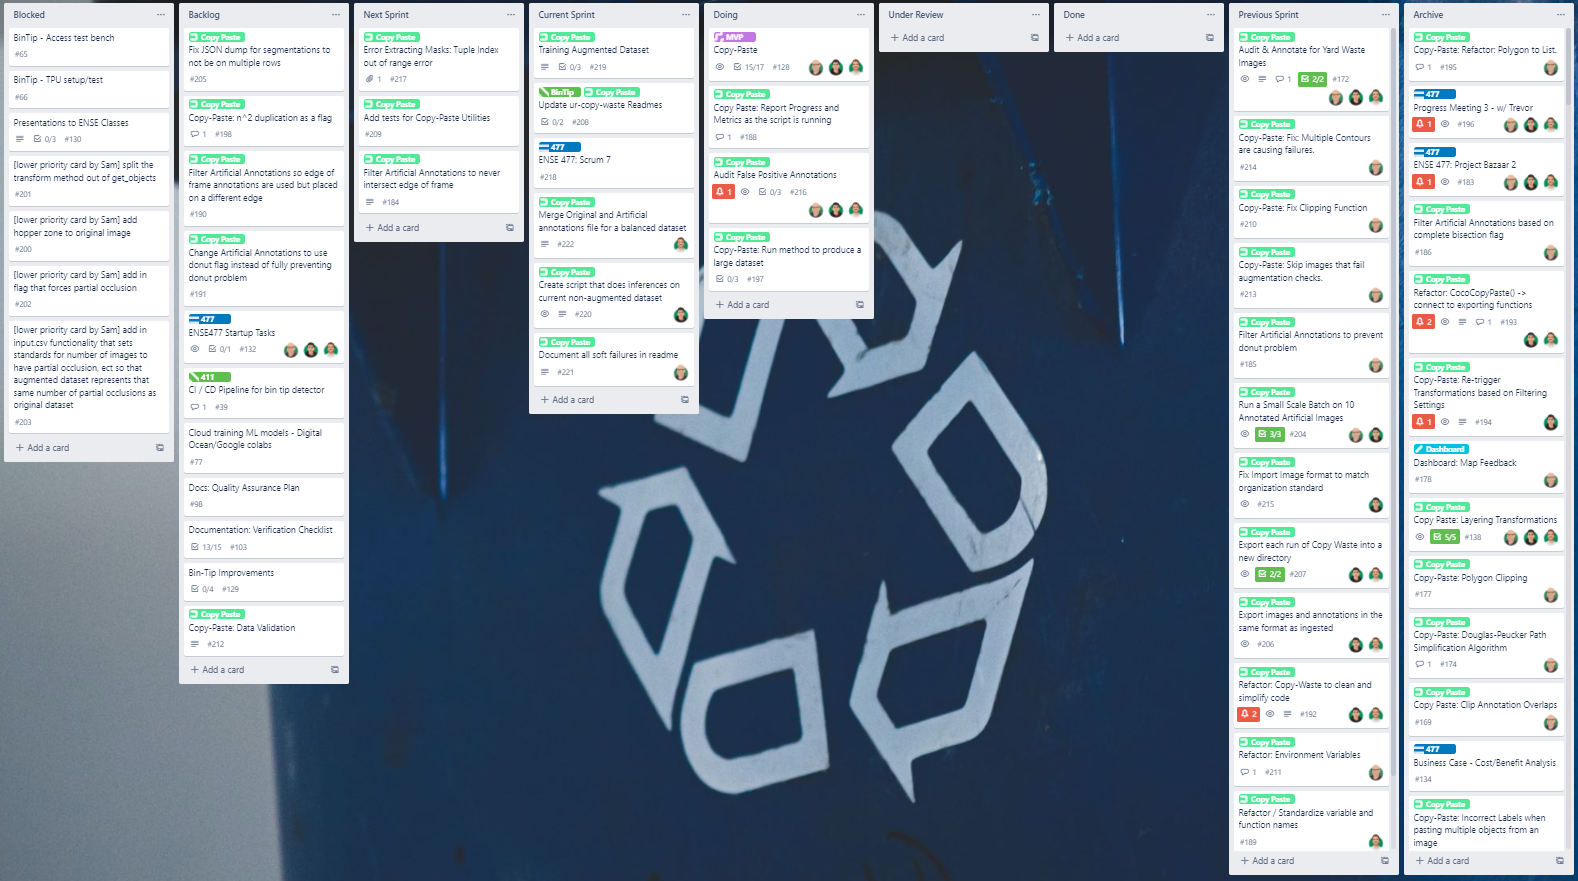 Blocked
BinTip - Access test bench
#65
BinTip - TPU setup/test
#66
Presentations to ENSE Classes
0/3 #130
[lower priority card by Sam] split the
transform method out of get_objects
#201
[lower priority card by Sam] add
hopper zone to original image
#200
[lower priority card by Sam] add in
flag that forces partial occlusion
#202
[lower priority card by Sam] add in
input.csv functionality that sets
standards for number of images to
have partial occlusion, ect so that
augmented dataset represents that
same number of partial occlusions as
original dataset
#203
+ Add a card
Backlog
Copy Paste
Fix JSON dump for segmentations to
not be on multiple rows
#205
Copy Paste
Copy-Paste: n^2 duplication as a flag
1 #198
Copy Paste
Filter Artificial Annotations so edge of
frame annotations are used but placed
on a different edge
#190
Copy Paste
Change Artificial Annotations to use
donut flag instead of fully preventing
donut problem
#191
477
ENSE477 Startup Tasks
0/1 #132
411
CI / CD Pipeline for bin tip detector
1 #39
Cloud training ML models - Digital
Ocean/Google colabs
#77
Docs: Quality Assurance Plan
#98
Documentation: Verification Checklist
13/15 #103
Bin-Tip Improvements
0/4 #129
Copy Paste
Copy-Paste: Data Validation
#212
+ Add a card
Next Sprint
Copy Paste
Error Extracting Masks: Tuple Index
out of range error
1 #217
Copy Paste
Add tests for Copy-Paste Utilities
#209
Copy Paste
Filter Artificial Annotations to never
intersect edge of frame
#184
+ Add a card
Current Sprint
Copy Paste
Training Augmented Dataset
0/3 #219
BinTip Copy Paste
Update ur-copy-waste Readmes
0/2 #208
477
ENSE 477: Scrum 7
#218
Copy Paste
Merge Original and Artificial
annotations file for a balanced dataset
#222
Copy Paste
Create script that does inferences on
current non-augmented dataset
#220
Copy Paste
Document all soft failures in readme
#221
+ Add a card
Doing
MVP
Copy-Paste
15/17 #128
Copy Paste
Copy Paste: Report Progress and
Metrics as the script is running
1 #188
Copy Paste
Audit False Positive Annotations
1 0/3 #216
Copy Paste
Copy-Paste: Run method to produce a
large dataset
0/3 #197
+ Add a card
Under Review
+ Add a card
Done
+ Add a card
Previous Sprint
Copy Paste
Audit & Annotate for Yard Waste
Images
1 2/2 #172
Copy Paste
Copy-Paste: Fix: Multiple Contours
are causing failures.
#214
Copy Paste
Copy-Paste: Fix Clipping Function
#210
Copy Paste
Copy-Paste: Skip images that fail
augmentation checks.
#213
Copy Paste
Filter Artificial Annotations to prevent
donut problem
#185
Copy Paste
Run a Small Scale Batch on 10
Annotated Artificial Images
3/3 #204
Copy Paste
Fix Import Image format to match
organization standard
#215
Copy Paste
Export each run of Copy Waste into a
new directory
2/2 #207
Copy Paste
Export images and annotations in the
same format as ingested
#206
Copy Paste
Refactor: Copy-Waste to clean and
simplify code
2 #192
Copy Paste
Refactor: Environment Variables
1 #211
Copy Paste
Refactor / Standardize variable and
function names
#189
+ Add a card
Archive
Copy Paste
Copy-Paste: Refactor: Polygon to List.
1 #195
477
Progress Meeting 3 - w/ Trevor
1 #196
477
ENSE 477: Project Bazaar 2
1 #183
Copy Paste
Filter Artificial Annotations based on
complete bisection flag
#186
Copy Paste
Refactor: CocoCopyPaste() ->
connect to exporting functions
2 1 #193
Copy Paste
Copy-Paste: Re-trigger
Transformations based on Filtering
Settings
1 #194
Dashboard
Dashboard: Map Feedback
#178
Copy Paste
Copy Paste: Layering Transformations
5/5 #138
Copy Paste
Copy-Paste: Polygon Clipping
#177
Copy Paste
Copy-Paste: Douglas-Peucker Path
Simplification Algorithm
1 #174
Copy Paste
Copy Paste: Clip Annotation Overlaps
#169
477
Business Case - Cost/Benefit Analysis
#134
Copy Paste
Copy-Paste: Incorrect Labels when
pasting multiple objects from an
image
+ Add a card